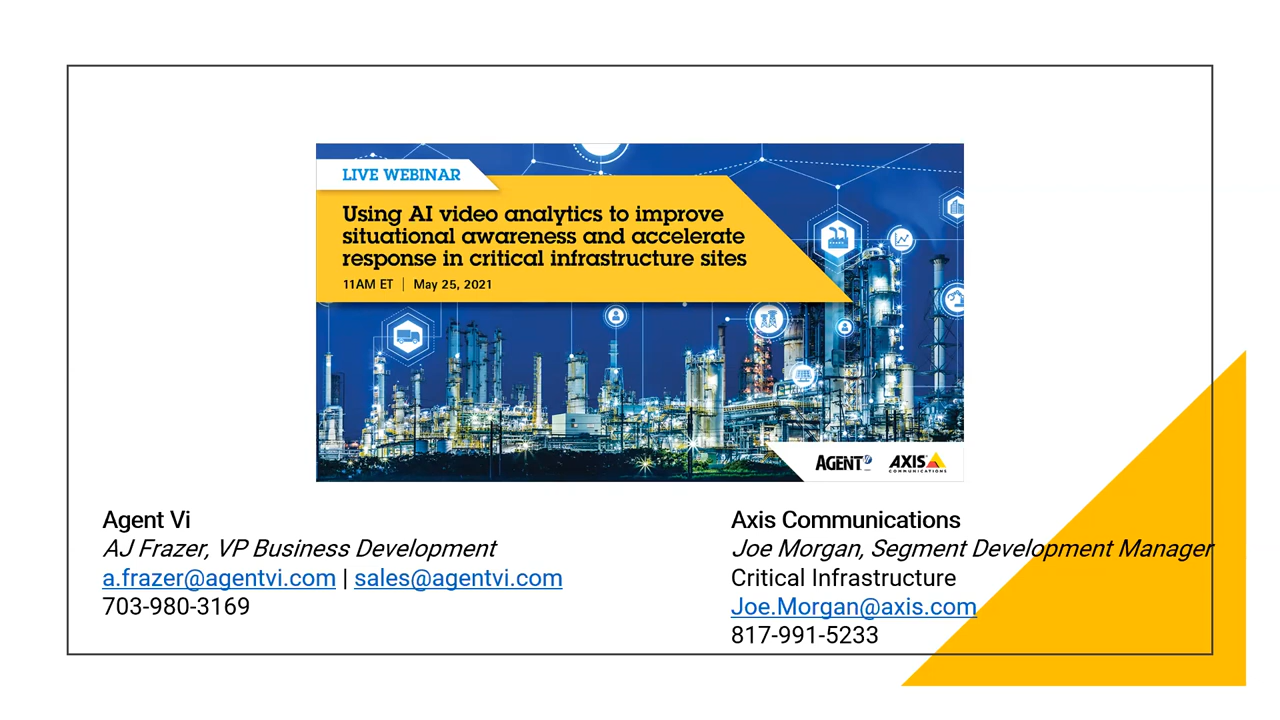 LIVE WEBINAR
Using AI video analytics to improve
situational awareness and accelerate
response in critical infrastructure sites
11AM ET | May 25, 2021
AGENT Vi
AXIS
COMMUNICATIONS
Agent Vi
AJ Frazer, VP Business Development
a.frazer@agentvi.com | sales@agentvi.com
703-980-3169
Axis Communications
Joe Morgan, Segment Development Manager
Critical Infrastructure
Joe.Morgan@axis.com
817-991-5233